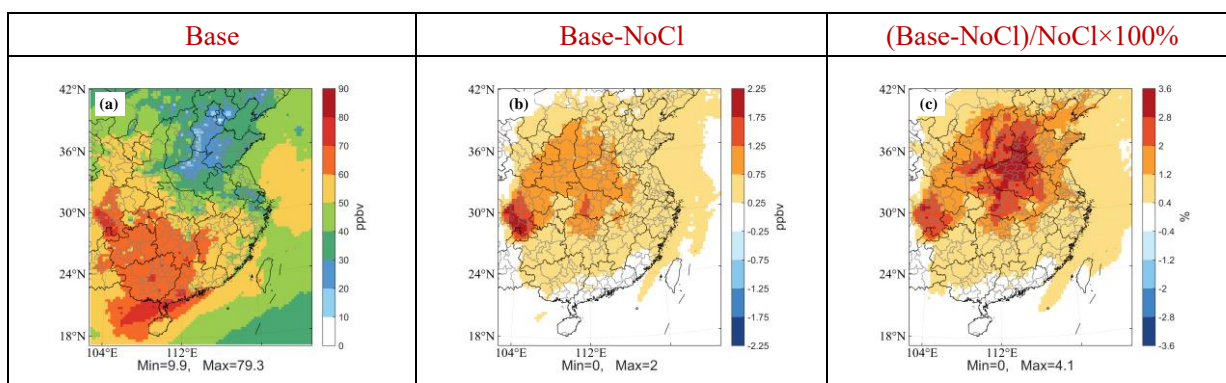 Base
Base-NoCl
(Base-NoCl)/NoCl×100%
(a)
42°N
36°N
30°N
24°N
18°N
104°E
112°E
90
80
70
60
50
40
30
20
10
0
ppbv
Min=9.9, Max=79.3
(b)
42°N
36°N
30°N
24°N
18°N
104°E
112°E
2.25
1.75
1.25
0.75
0.25
-0.25
-0.75
-1.25
-1.75
-2.25
ppbv
Min=0, Max=2
(c)
42°N
36°N
30°N
24°N
18°N
104°E
112°E
3.6
2.8
2
1.2
0.4
-0.4
-1.2
-2
-2.8
-3.6
%
Min=0, Max=4.1